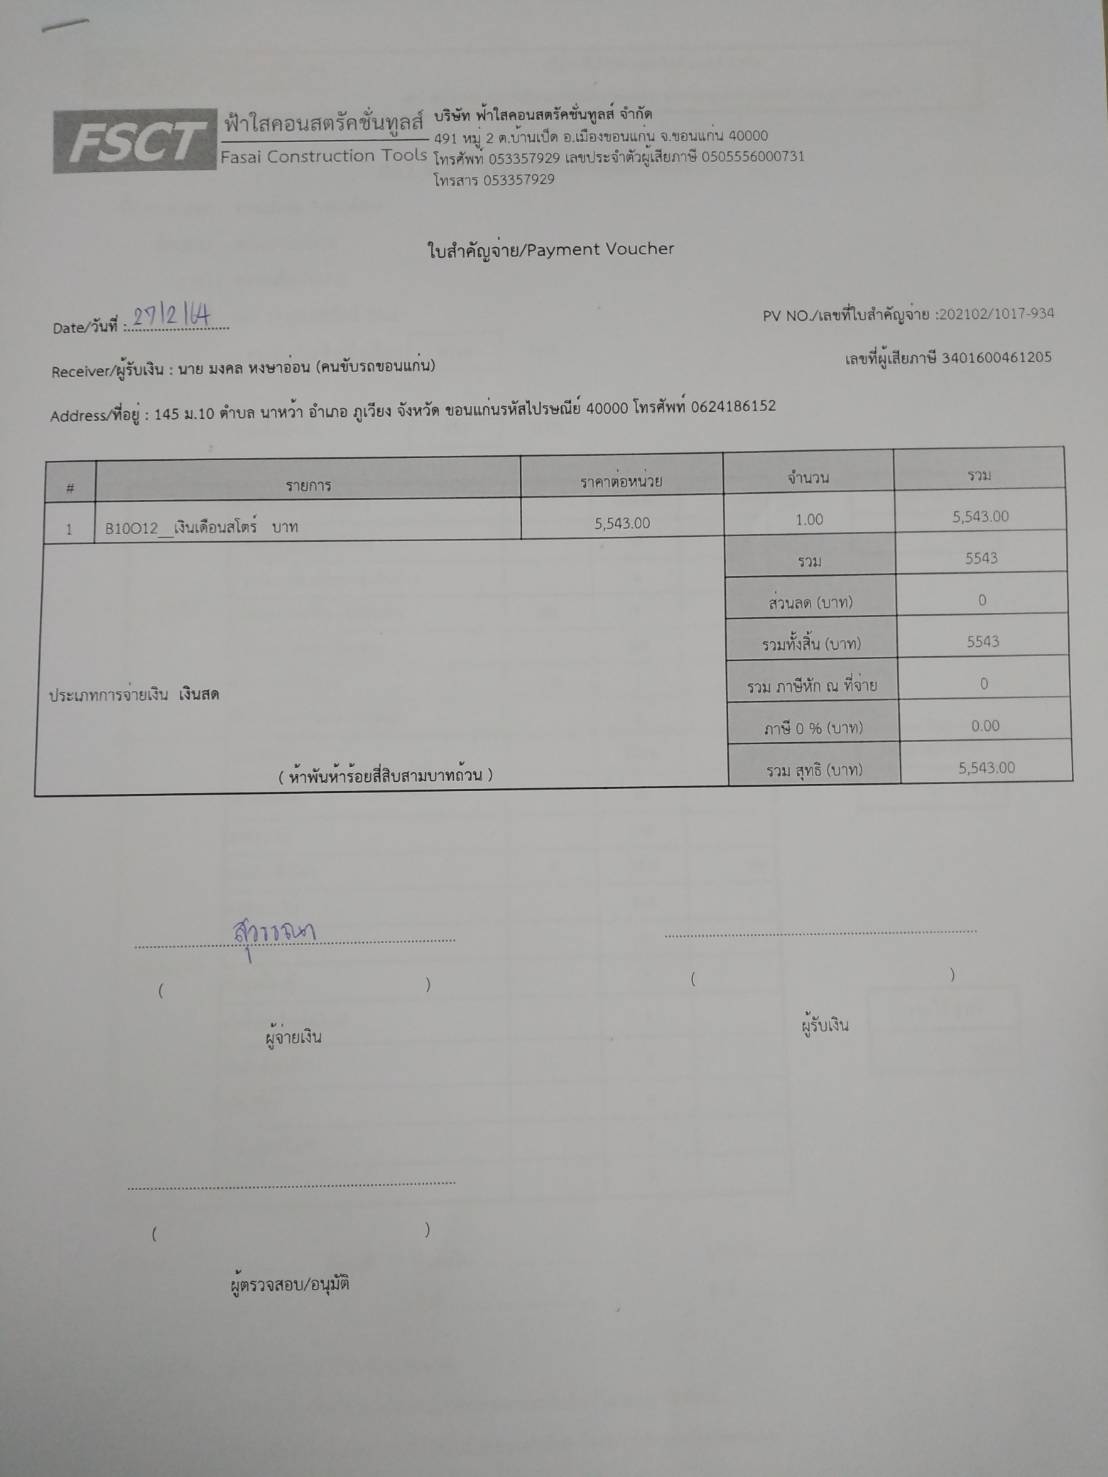 FSCT
ฟ้าใสคอนสตรัคชั่นทูลส์
Fasai Construction Tools
บริษัท ฟ้าใสคอนสตรัคชั่นทูลส์ จำกัด
491 หมู่ 2 ต.บ้านเป็ด อ.เมืองขอนแก่น จ.ขอนแก่น 40000
โทรศัพท์ 053357929 เลขประจำตัวผู้เสียภาษี 0505556000731
โทรสาร 053357929
ใบสำคัญจ่าย/Payment Voucher
Date/วันที่ : 27/2/64
PV NO./เลขที่ใบสำคัญจ่าย :202102/1017-934
Receiver/ผู้รับเงิน : นาย มงคล หงษาอ่อน (คนขับรถขอนแก่น)
เลขที่ผู้เสียภาษี 3401600461205
Address/ที่อยู่ : 145 ม.10 ตำบล นาหว้า อำเภอ ภูเวียง จังหวัด ขอนแก่นรหัสไปรษณีย์ 40000 โทรศัพท์ 0624186152
# รายการ ราคาต่อหน่วย จำนวน รวม
1 B10O12__เงินเดือนสโตร์ บาท 5,543.00 1.00 5,543.00
รวม 5543
ส่วนลด (บาท) 0
รวมทั้งสิ้น (บาท) 5543
ประเภทการจ่ายเงิน เงินสด
รวม ภาษีหัก ณ ที่จ่าย 0
ภาษี 0 % (บาท) 0.00
( ห้าพันห้าร้อยสี่สิบสามบาทถ้วน )
รวม สุทธิ (บาท) 5,543.00
สุวรรณา
( )
( )
ผู้จ่ายเงิน
ผู้รับเงิน
( )
ผู้ตรวจสอบ/อนุมัติ